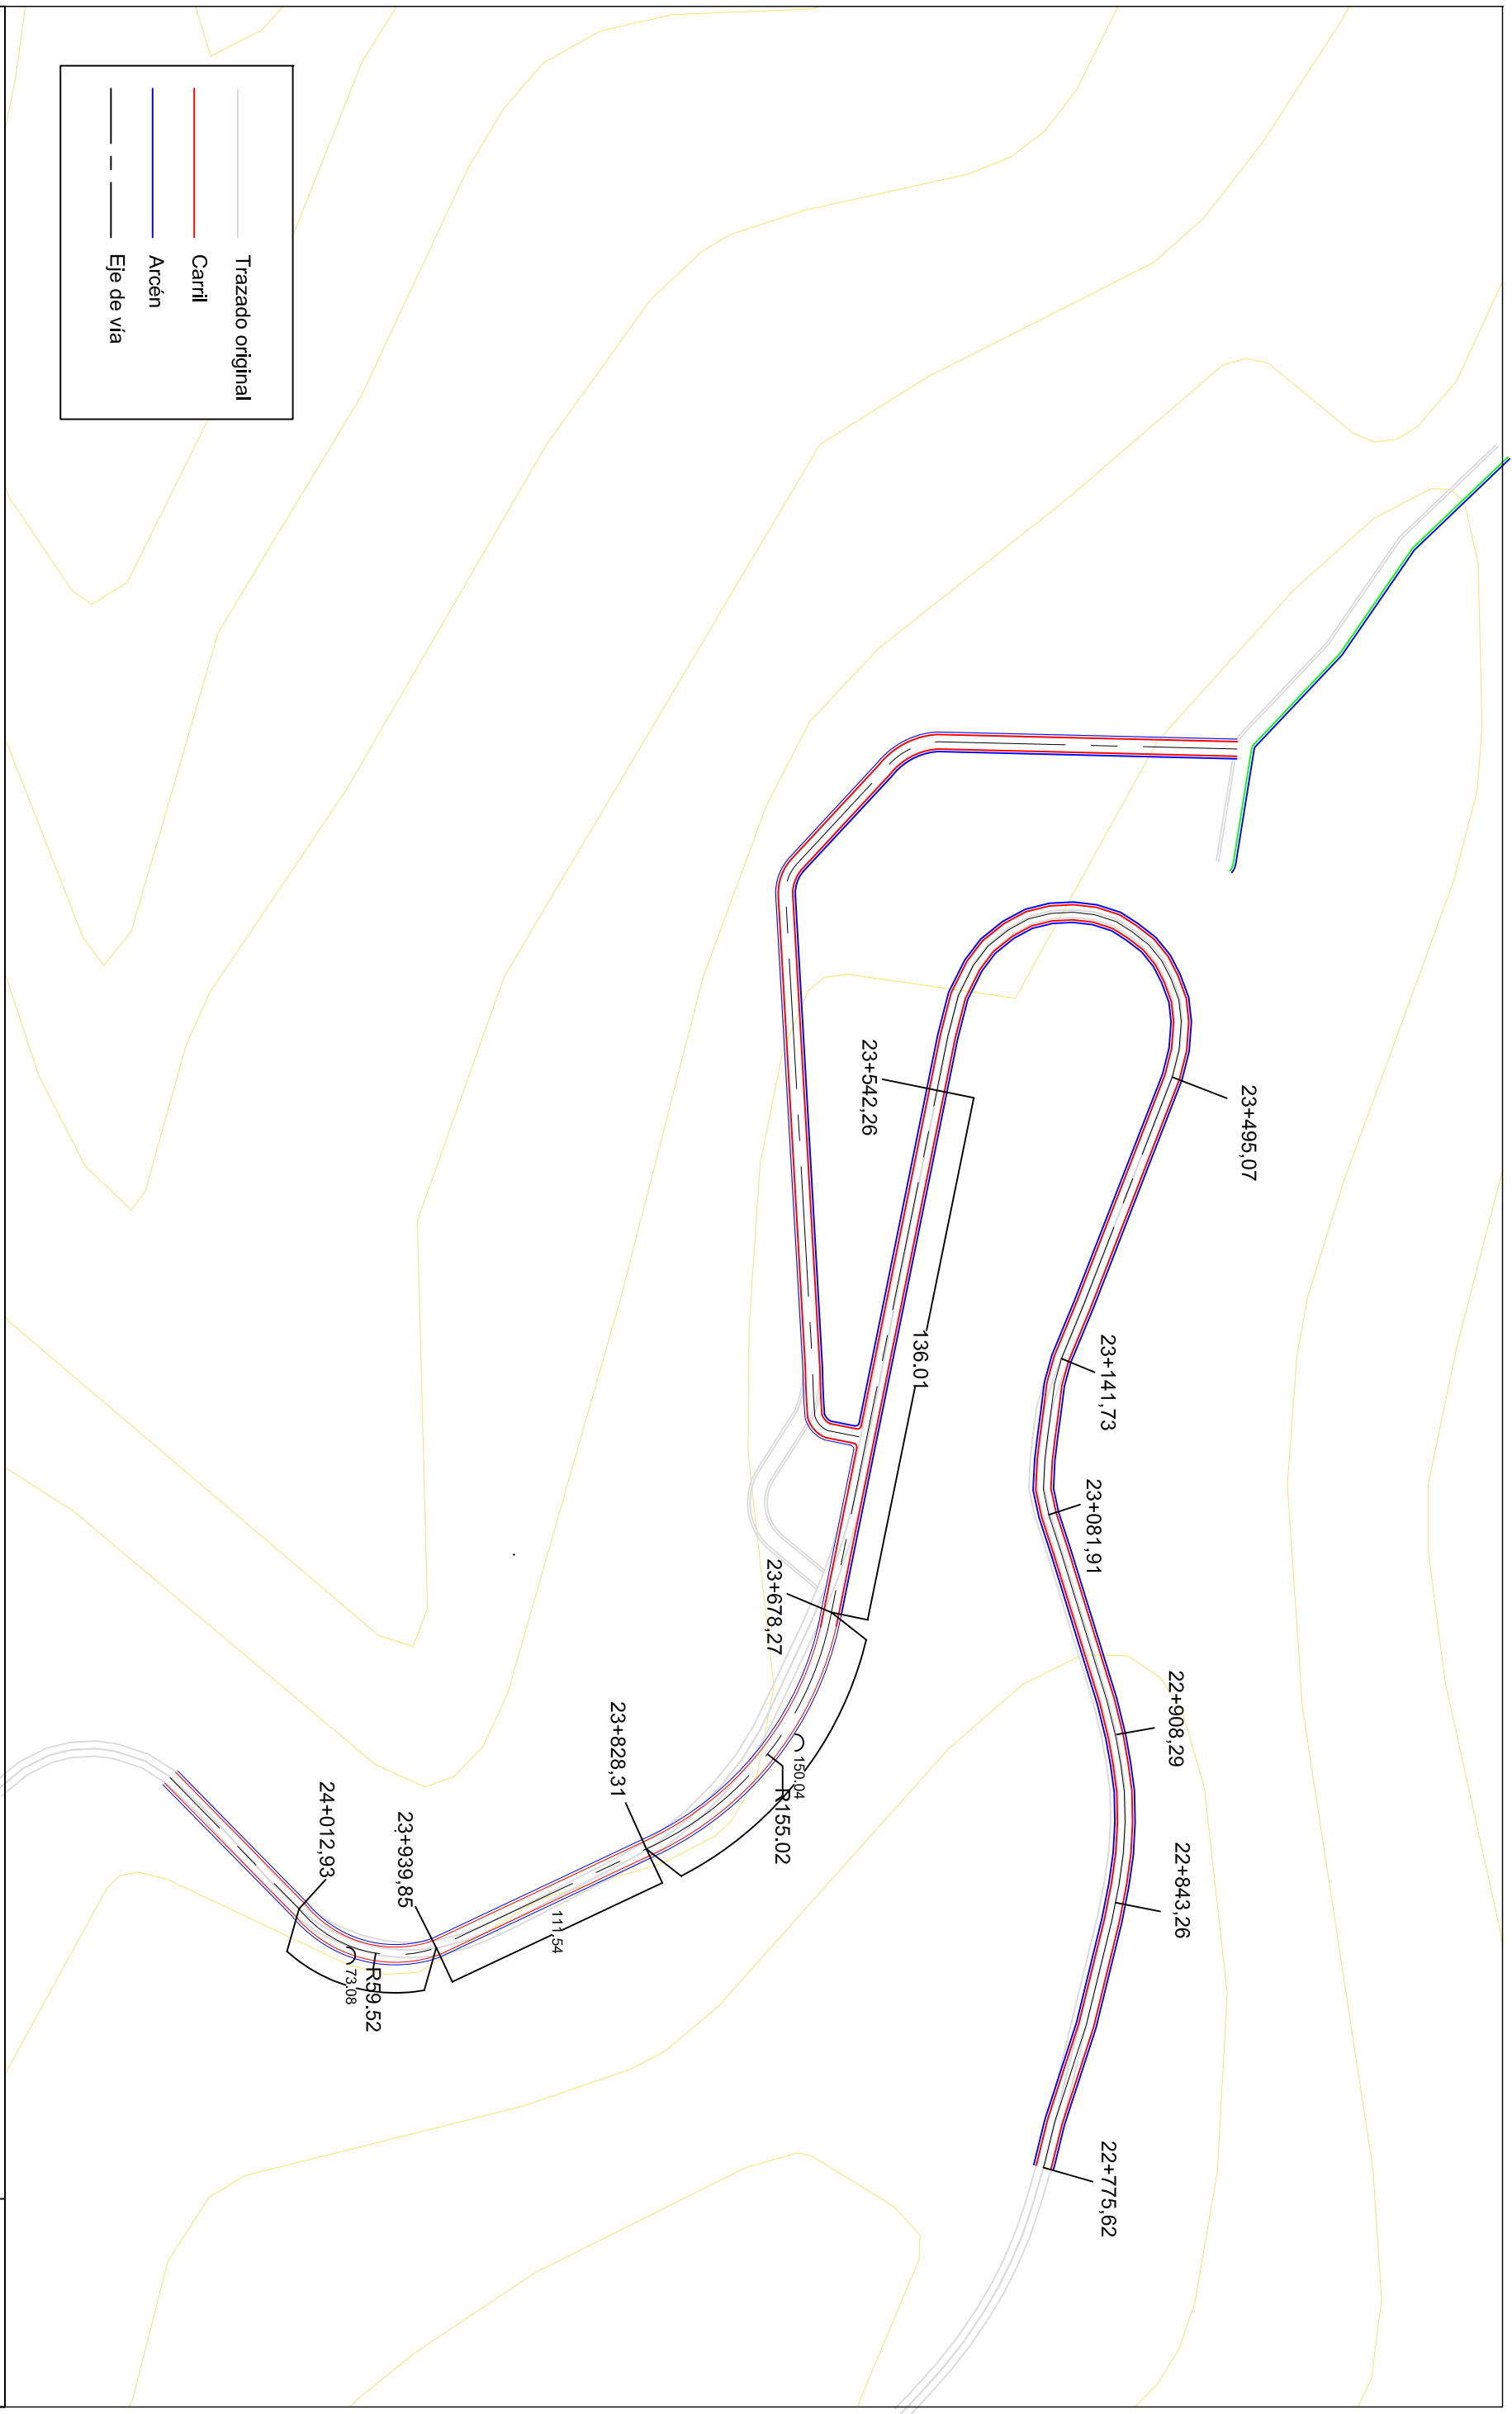 Trazado original
Carril
Arcén
Eje de vía
23+495,07
23+542,26
23+141,73
136.01
23+081,91
23+678,27
22+908,29
150.04
R155.02
23+828,31
22+843,26
111.54
23+939,85
24+012,93
R59.52
73.08
22+775,62